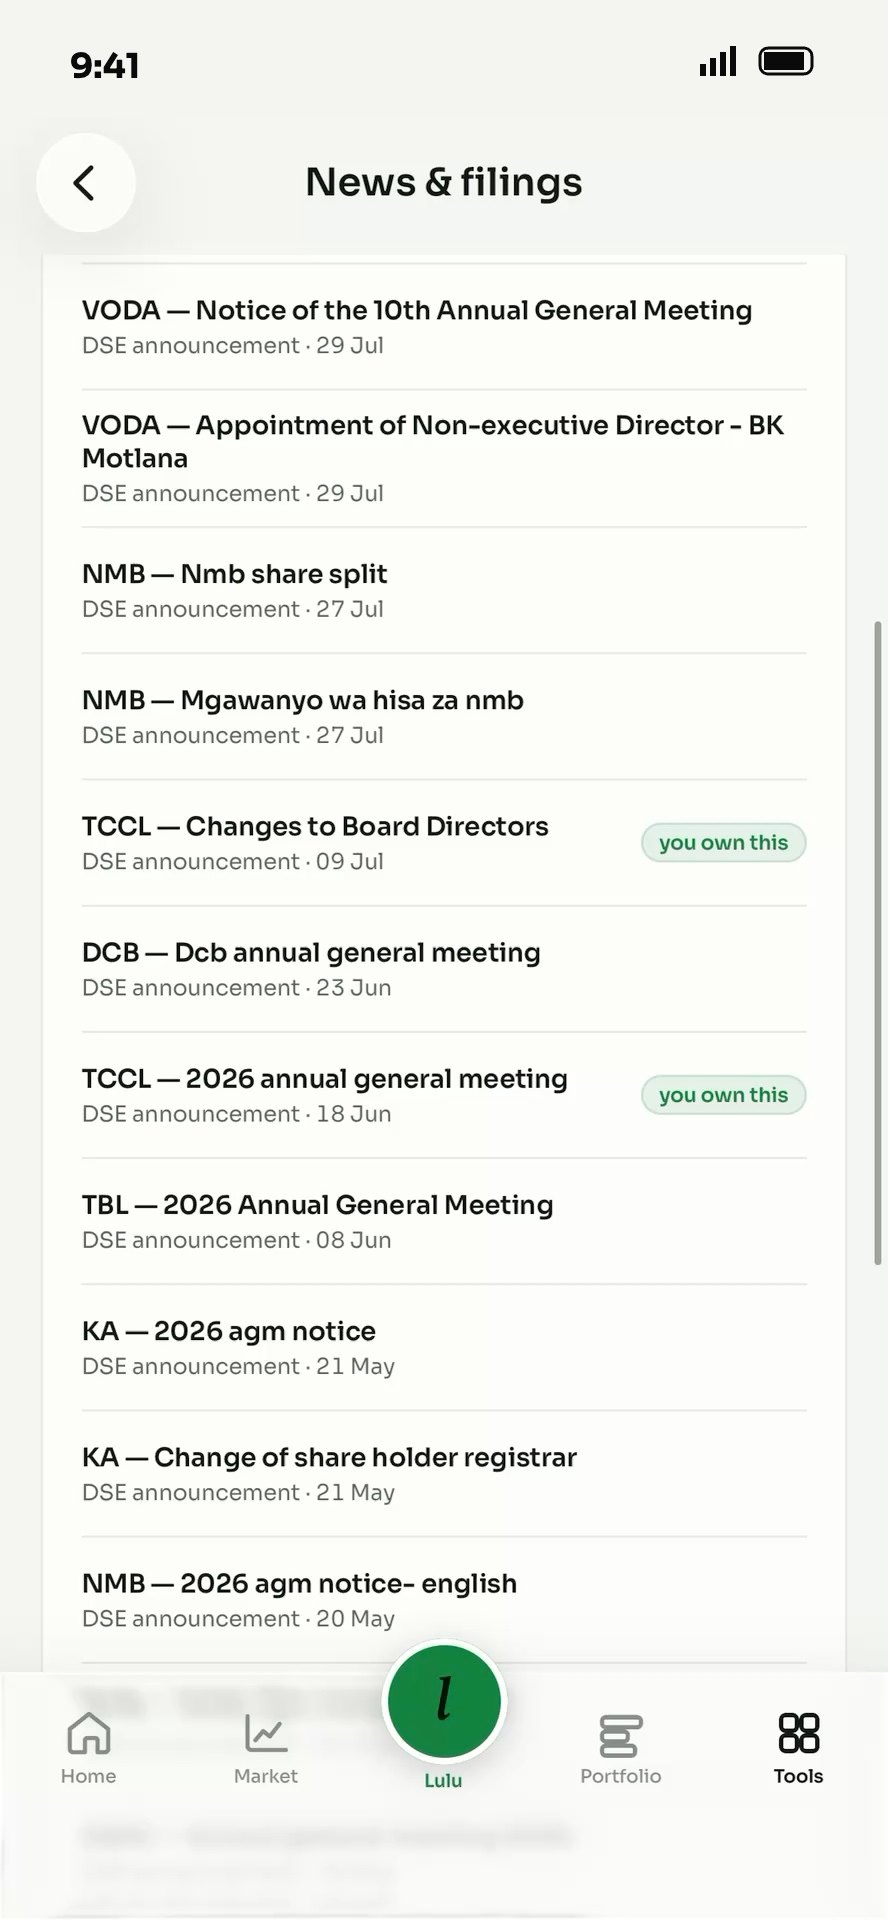 9:41
News & filings
VODA — Notice of the 10th Annual General Meeting
DSE announcement · 29 Jul
VODA — Appointment of Non-executive Director - BK
Motlana
DSE announcement · 29 Jul
NMB — Nmb share split
DSE announcement · 27 Jul
NMB — Mgawanyo wa hisa za nmb
DSE announcement · 27 Jul
TCCL — Changes to Board Directors
DSE announcement · 09 Jul
you own this
DCB — Dcb annual general meeting
DSE announcement · 23 Jun
TCCL — 2026 annual general meeting
DSE announcement · 18 Jun
you own this
TBL — 2026 Annual General Meeting
DSE announcement · 08 Jun
KA — 2026 agm notice
DSE announcement · 21 May
KA — Change of share holder registrar
DSE announcement · 21 May
NMB — 2026 agm notice- english
DSE announcement · 20 May
l
Home
Market
Lulu
Portfolio
Tools